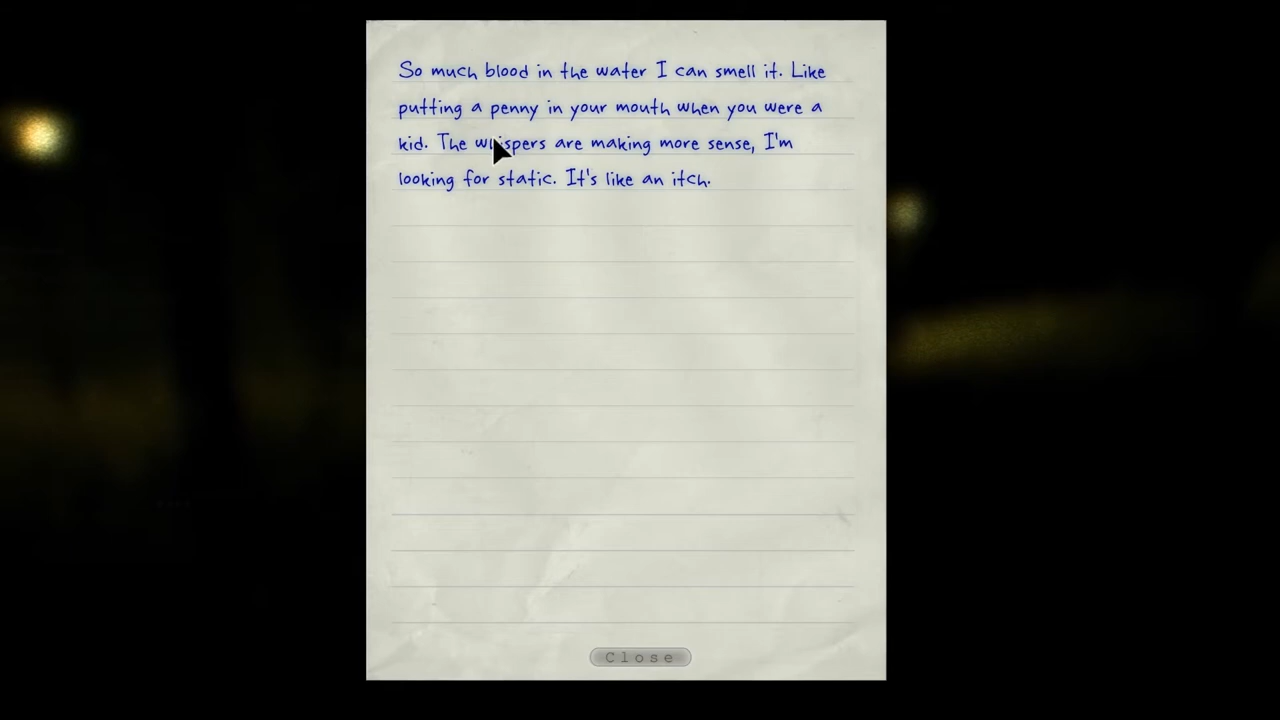 So much blood in the water I can smell it. Like
putting a penny in your mouth when you were a
kid. The whispers are making more sense, I'm
looking for static. It's like an itch.
Close